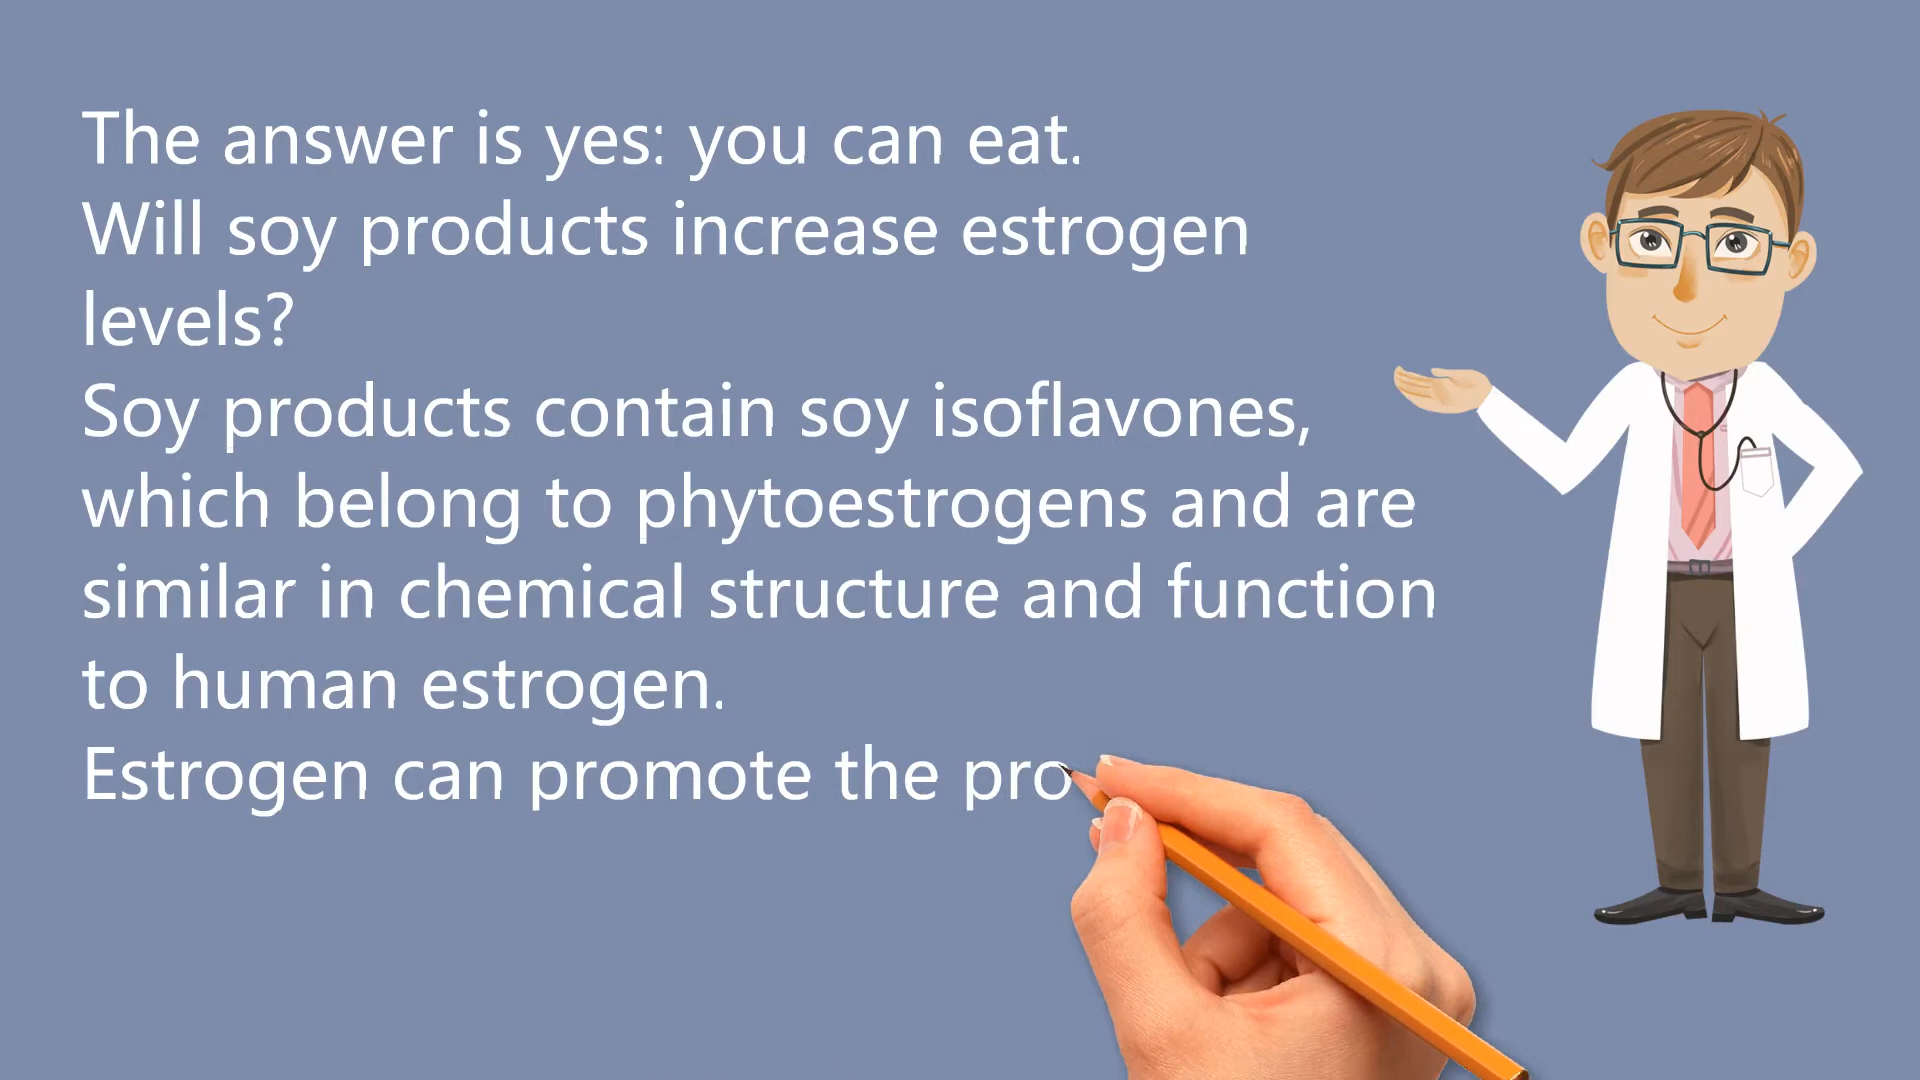 The answer is yes: you can eat.
Will soy products increase estrogen
levels?
Soy products contain soy isoflavones,
which belong to phytoestrogens and are
similar in chemical structure and function
to human estrogen.
Estrogen can promote the pro